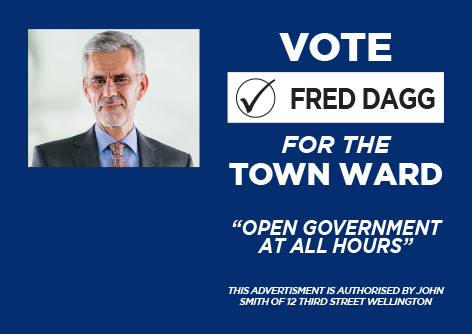 VOTE
FRED DAGG
FOR THE
TOWN WARD
“OPEN GOVERNMENT
AT ALL HOURS”
THIS ADVERTISMENT IS AUTHORISED BY JOHN
SMITH OF 12 THIRD STREET WELLINGTON